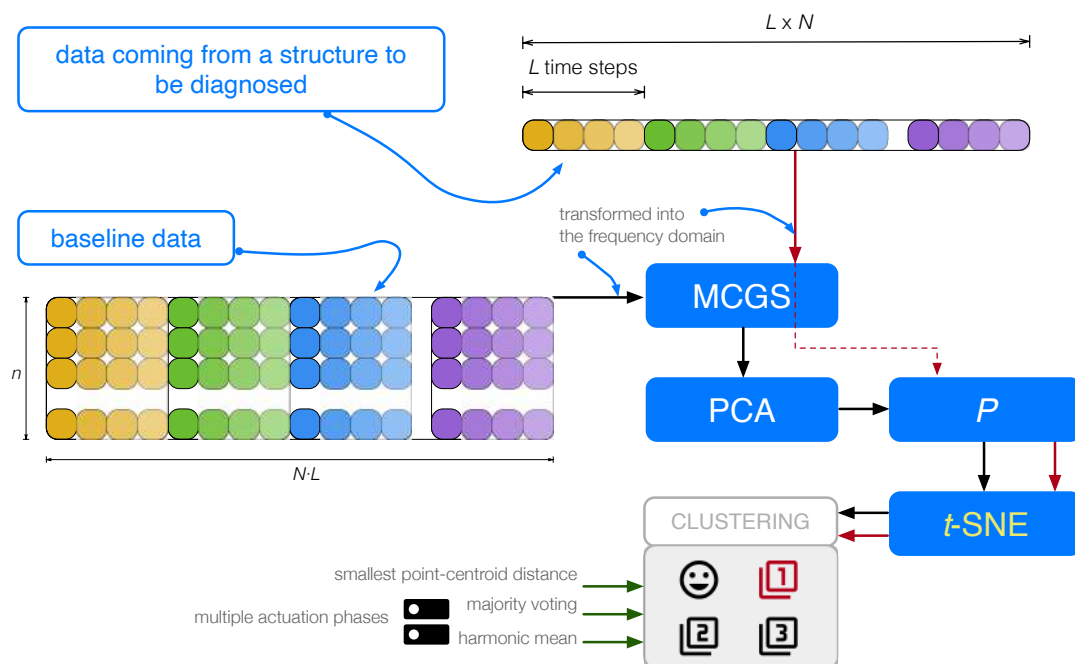 data coming from a structure to
be diagnosed
L x N
L time steps
baseline data
transformed into
the frequency domain
MCGS
n
PCA
P
N·L
t-SNE
CLUSTERING
smallest point-centroid distance
multiple actuation phases
majority voting
harmonic mean
1
2
3